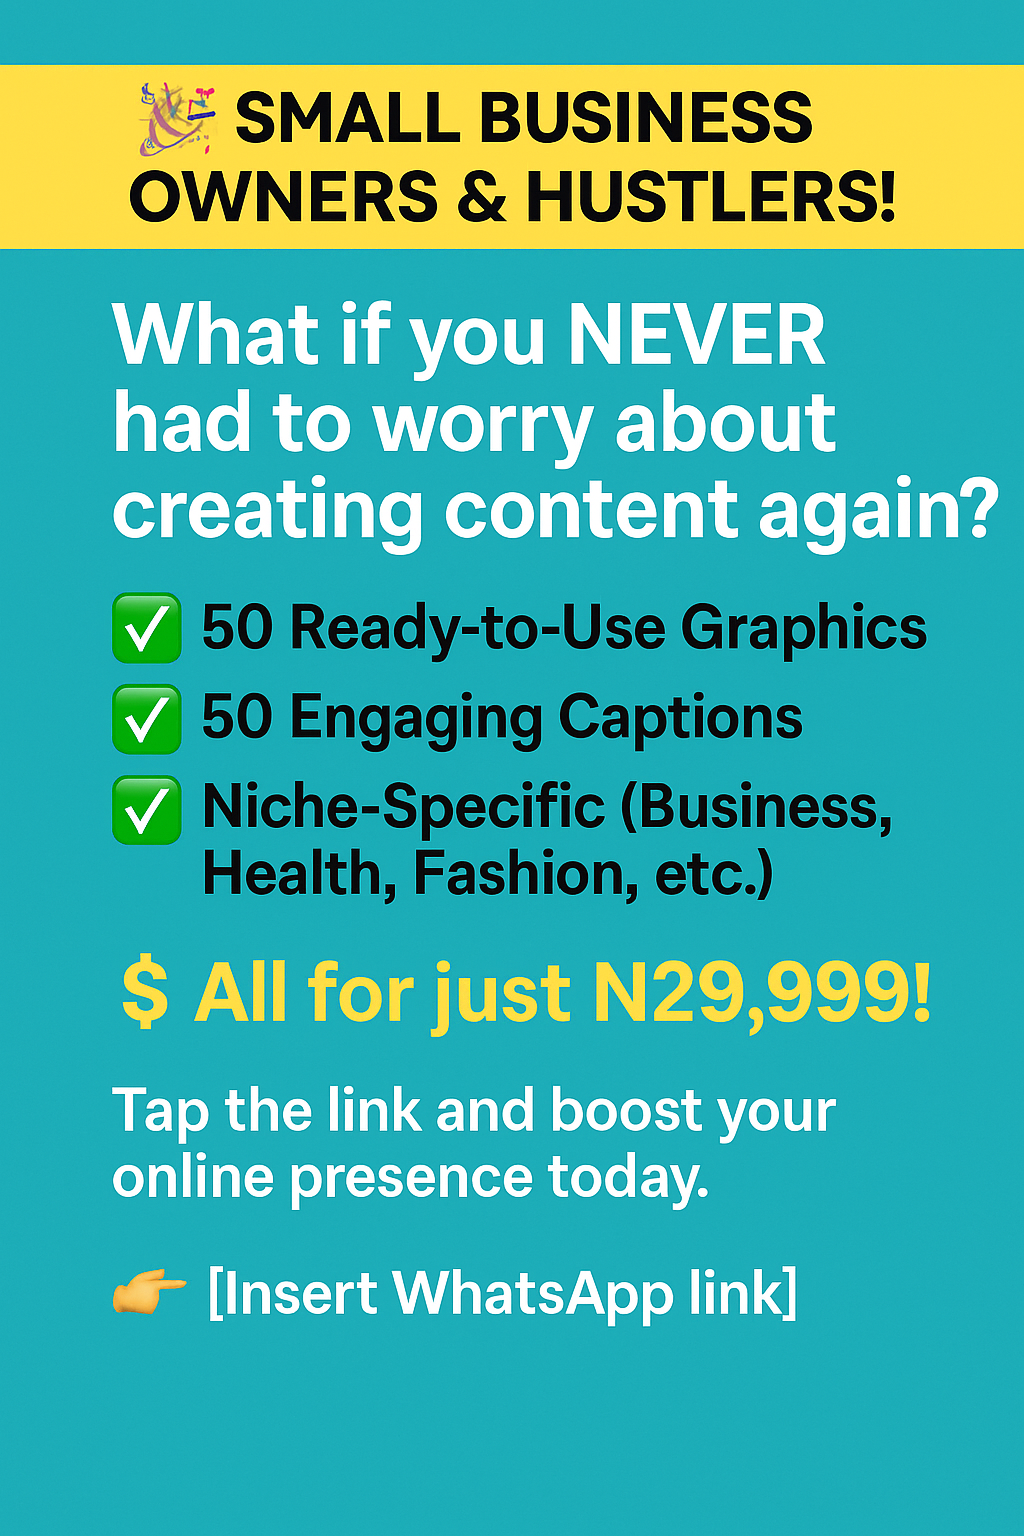 🎉 SMALL BUSINESS
OWNERS & HUSTLERS!
What if you NEVER
had to worry about
creating content again?
✅ 50 Ready-to-Use Graphics
✅ 50 Engaging Captions
✅ Niche-Specific (Business,
Health, Fashion, etc.)
$ All for just N29,999!
Tap the link and boost your
online presence today.
👉 [Insert WhatsApp link]